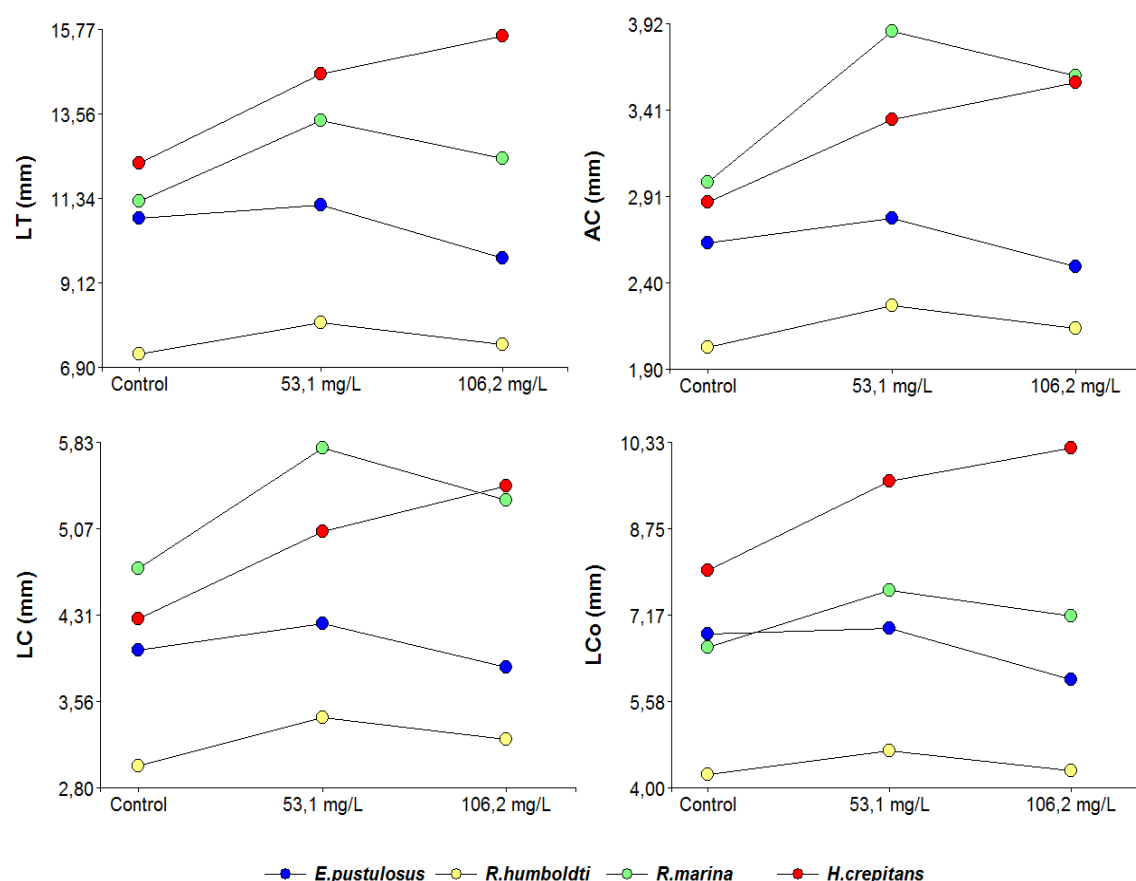 LT (mm)
15,77
13,56
11,34
9,12
6,90
Control 53,1 mg/L 106,2 mg/L
AC (mm)
3,92
3,41
2,91
2,40
1,90
Control 53,1 mg/L 106,2 mg/L
LC (mm)
5,83
5,07
4,31
3,56
2,80
Control 53,1 mg/L 106,2 mg/L
LCo (mm)
10,33
8,75
7,17
5,58
4,00
Control 53,1 mg/L 106,2 mg/L
E.pustulosus R.humboldti R.marina H.crepitans